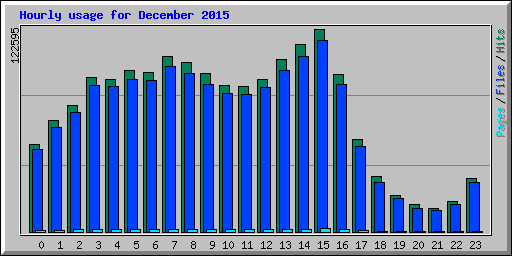 Hourly usage for December 2015
122595
Pages/Files/Hits
0 1 2 3 4 5 6 7 8 9 10 11 12 13 14 15 16 17 18 19 20 21 22 23